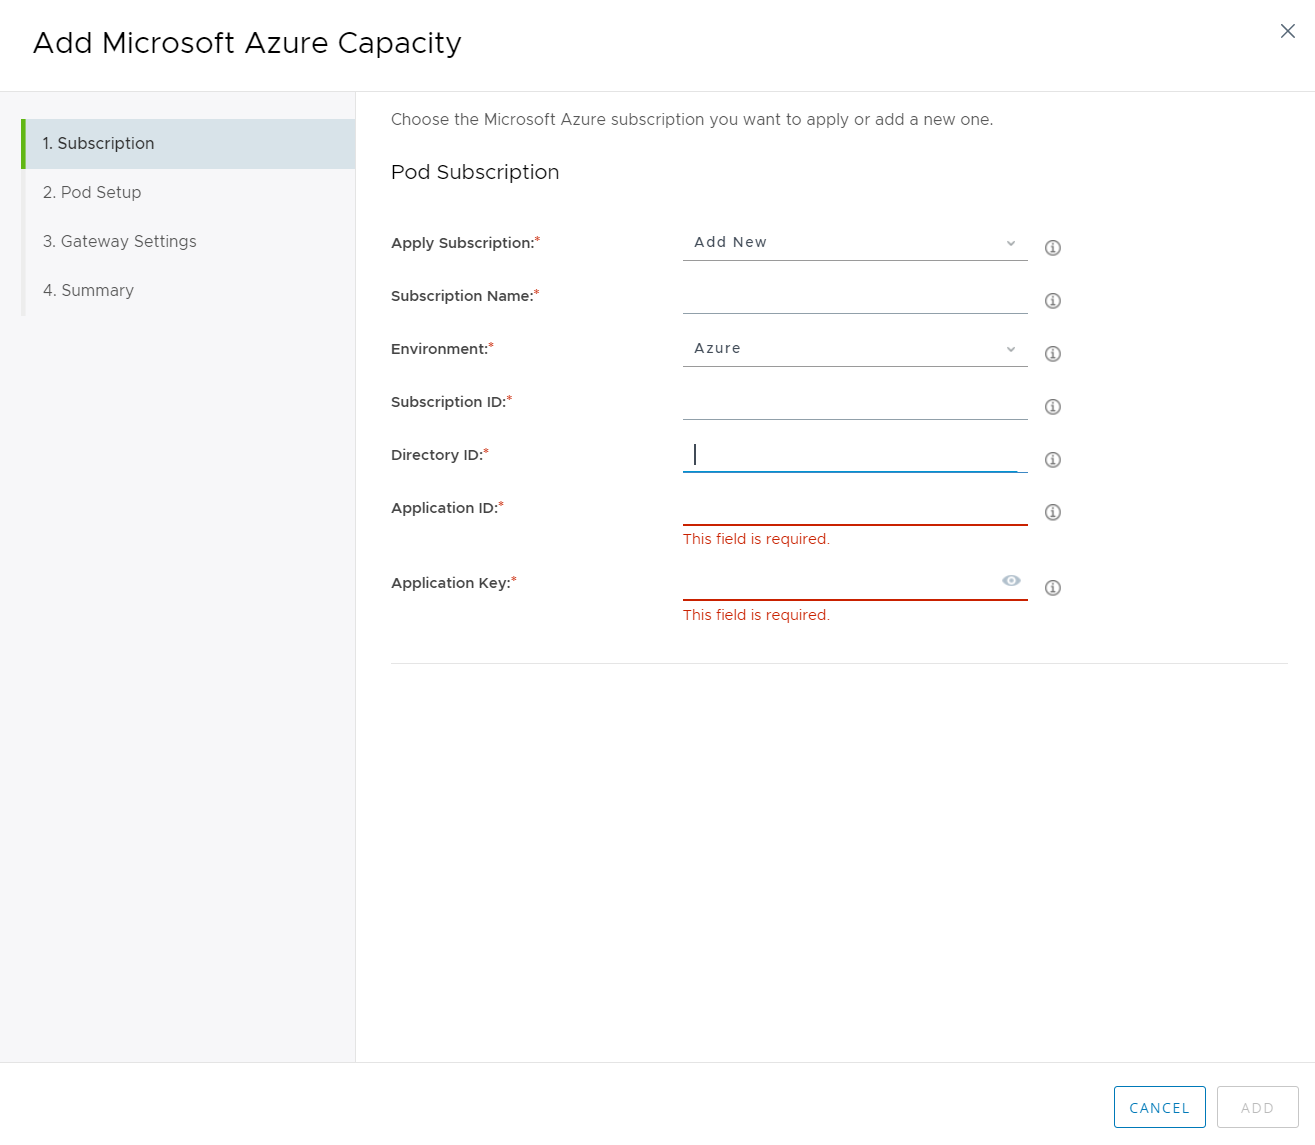 Add Microsoft Azure Capacity
1. Subscription
2. Pod Setup
3. Gateway Settings
4. Summary
Choose the Microsoft Azure subscription you want to apply or add a new one.
Pod Subscription
Apply Subscription:* Add New
Subscription Name:*
Environment:* Azure
Subscription ID:*
Directory ID:*
Application ID:*
This field is required.
Application Key:*
This field is required.
CANCEL ADD